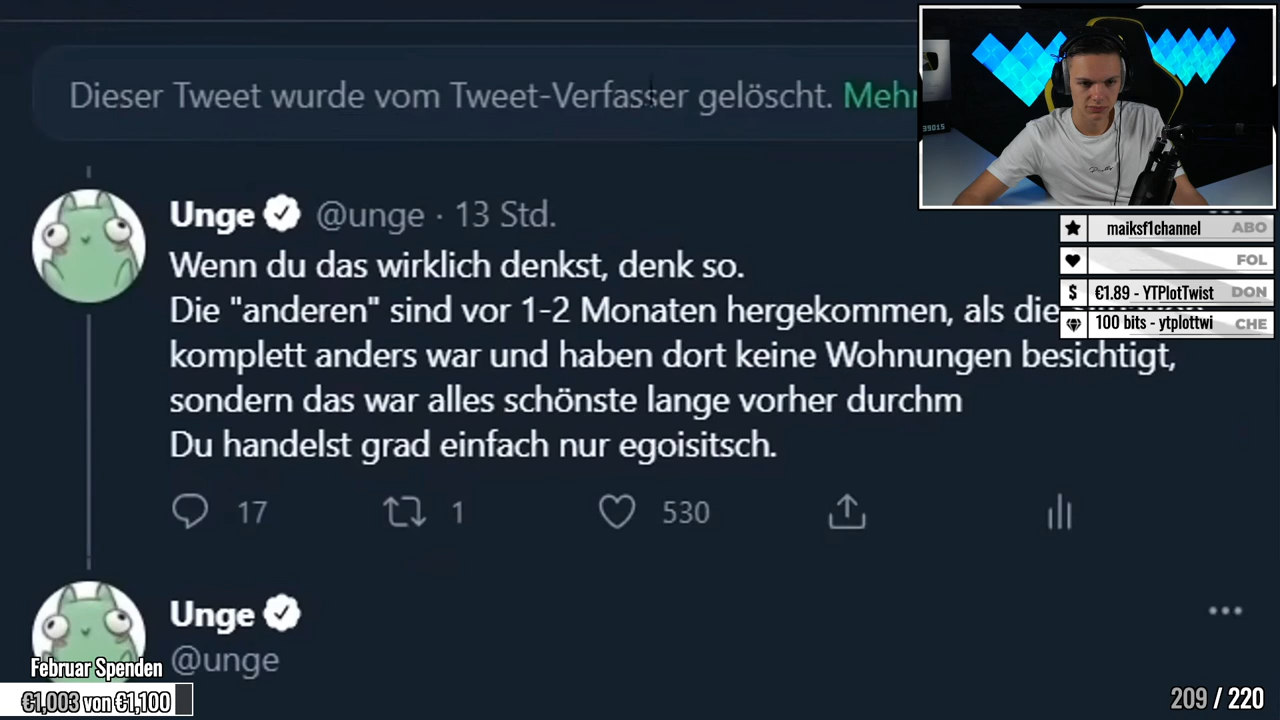 Dieser Tweet wurde vom Tweet-Verfasser gelöscht. Mehr
Unge @unge · 13 Std.
Wenn du das wirklich denkst, denk so.
Die "anderen" sind vor 1-2 Monaten hergekommen, als die
komplett anders war und haben dort keine Wohnungen besichtigt,
sondern das war alles schönste lange vorher durchm
Du handelst grad einfach nur egoisitsch.
17 1 530
Unge
@unge
39015
maiksf1channel ABO
FOL
€1.89 - YTPlotTwist DON
100 bits - ytplottwi CHE
Februar Spenden
€1,003 von €1,100
209 / 220